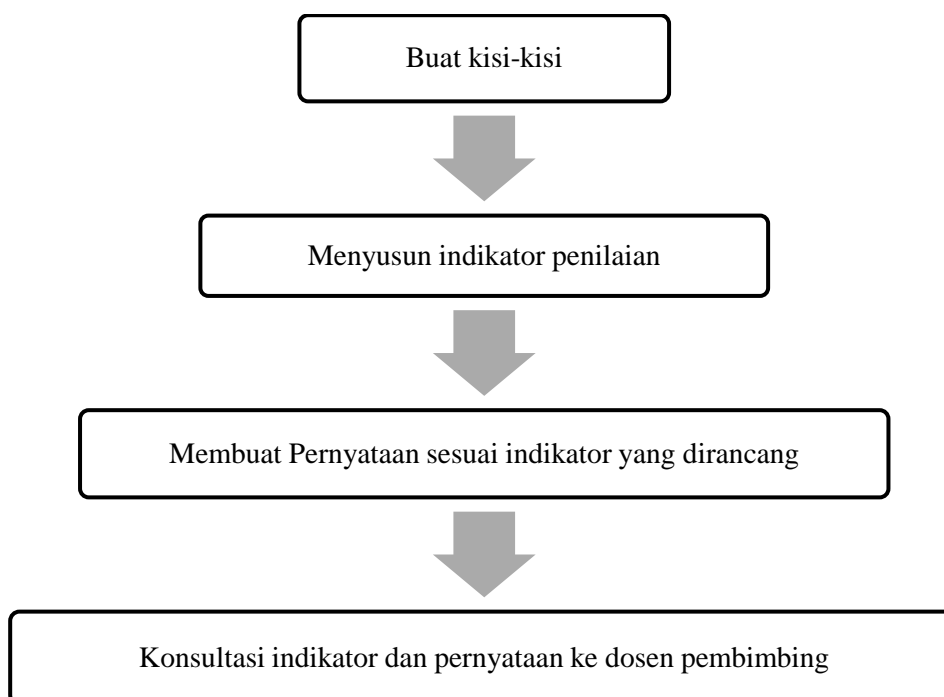 Buat kisi-kisi
Menyusun indikator penilaian
Membuat Pernyataan sesuai indikator yang dirancang
Konsultasi indikator dan pernyataan ke dosen pembimbing